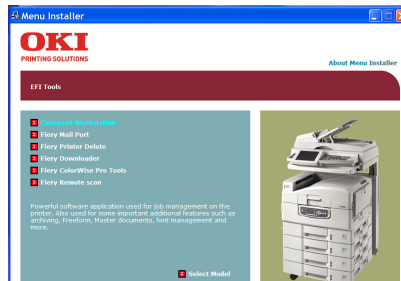 Menu Installer
OKI
PRINTING SOLUTIONS
About Menu Installer
EFI Tools
Command Workstation
Fiery Mail Port
Fiery Printer Delete
Fiery Downloader
Fiery ColorWise Pro Tools
Fiery Remote scan
Powerful software application used for job management on the
printer. Also used for some important additional features such as
archiving, Freeform, Master documents, font management and
more.
Select Model